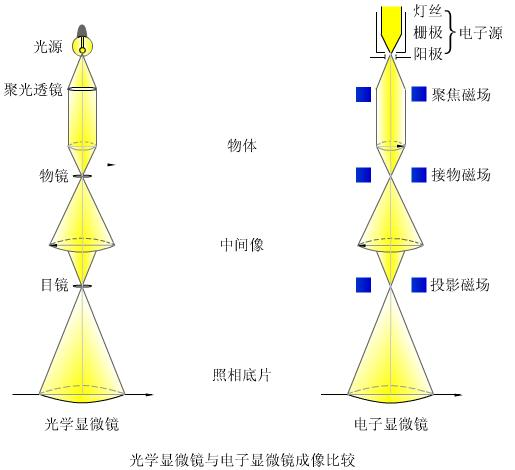 灯丝
光源
栅极
电子源
阳极
聚光透镜
聚焦磁场
物体
物镜
接物磁场
中间像
目镜
投影磁场
照相底片
光学显微镜
电子显微镜
光学显微镜与电子显微镜成像比较